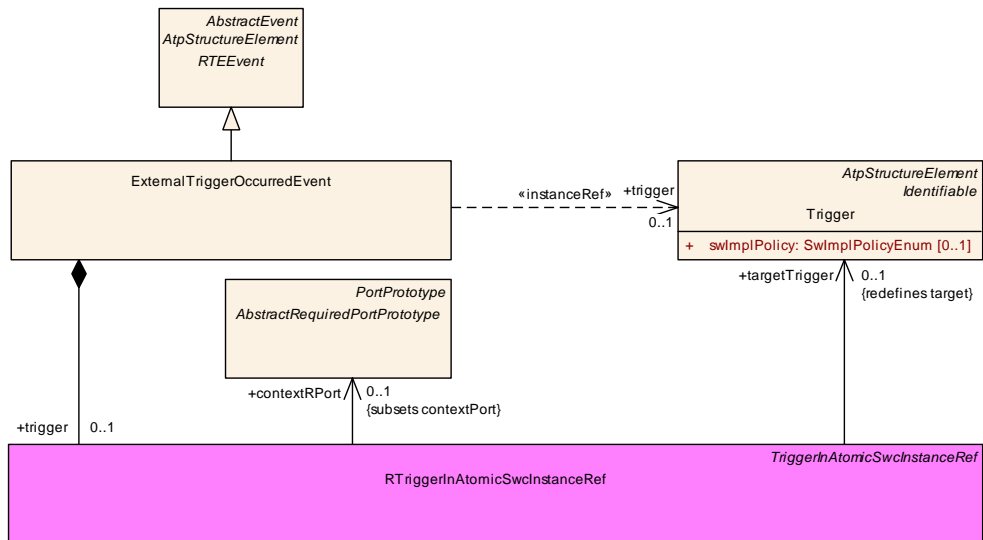 AbstractEvent
AtpStructureElement
RTEEvent
ExternalTriggerOccurredEvent
«instanceRef»
+trigger
0..1
AtpStructureElement
Identifiable
Trigger
+ swImplPolicy: SwImplPolicyEnum [0..1]
PortPrototype
AbstractRequiredPortPrototype
+targetTrigger
0..1
{redefines target}
+contextRPort
0..1
{subsets contextPort}
+trigger
0..1
TriggerInAtomicSwcInstanceRef
RTriggerInAtomicSwcInstanceRef